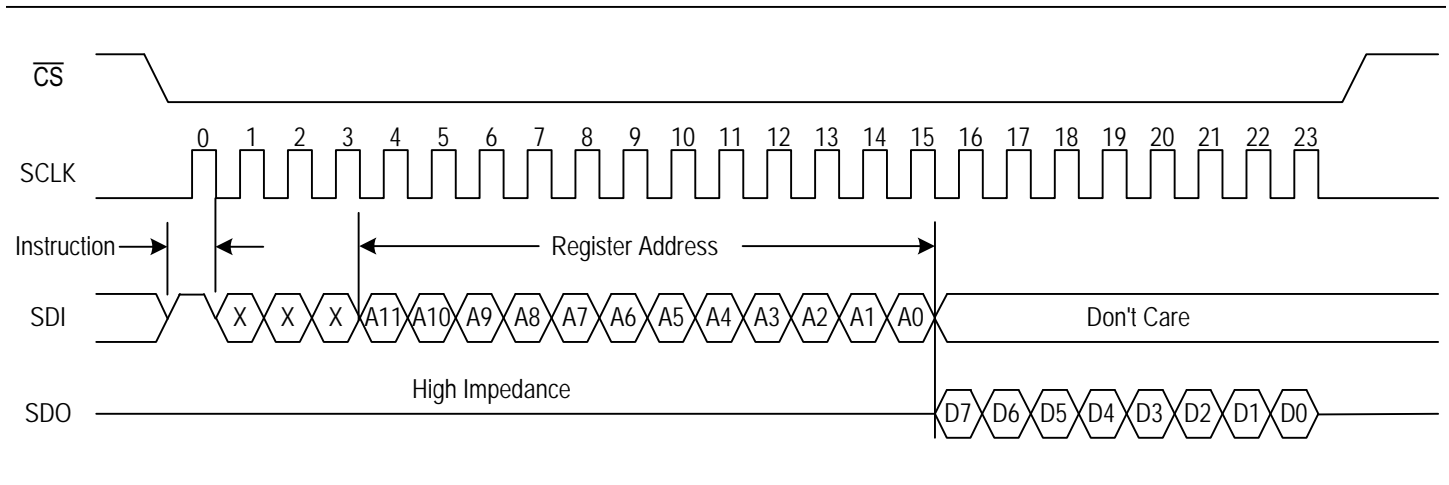 CS
0 1 2 3 4 5 6 7 8 9 10 11 12 13 14 15 16 17 18 19 20 21 22 23
SCLK
Instruction Register Address
SDI X X X A11 A10 A9 A8 A7 A6 A5 A4 A3 A2 A1 A0 Don't Care
High Impedance
SDO D7 D6 D5 D4 D3 D2 D1 D0